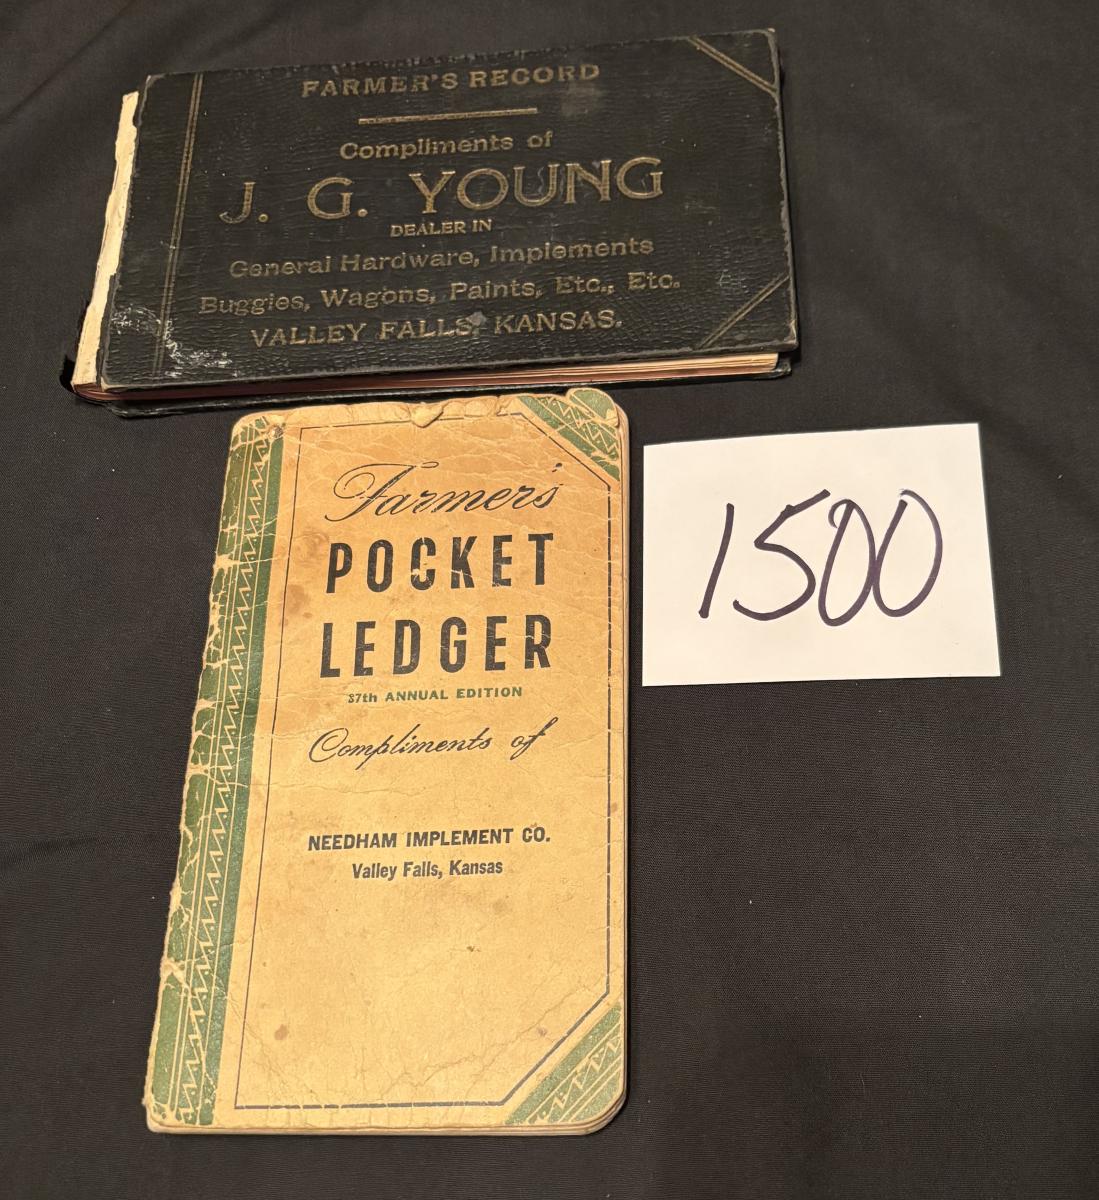 FARMER'S RECORD
Compliments of
J. G. YOUNG
DEALER IN
General Hardware, Implements
Buggies, Wagons, Paints, Etc., Etc.
VALLEY FALLS, KANSAS.
Farmer's
POCKET
LEDGER
37th ANNUAL EDITION
Compliments of
NEEDHAM IMPLEMENT CO.
Valley Falls, Kansas
1500